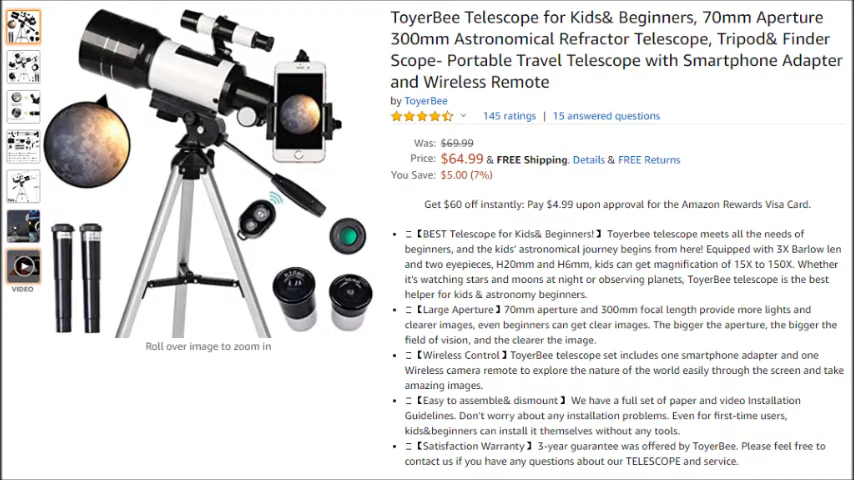 ToyerBee Telescope for Kids& Beginners, 70mm Aperture
300mm Astronomical Refractor Telescope, Tripod& Finder
Scope- Portable Travel Telescope with Smartphone Adapter
and Wireless Remote
by ToyerBee
145 ratings | 15 answered questions
Was: $69.99
Price: $64.99 & FREE Shipping. Details & FREE Returns
You Save: $5.00 (7%)
Get $60 off instantly: Pay $4.99 upon approval for the Amazon Rewards Visa Card.
【BEST Telescope for Kids& Beginners!】 Toyerbee telescope meets all the needs of
beginners, and the kids' astronomical journey begins from here! Equipped with 3X Barlow len
and two eyepieces, H20mm and H6mm, kids can get magnification of 15X to 150X. Whether
it's watching stars and moons at night or observing planets, ToyerBee telescope is the best
helper for kids & astronomy beginners.
【Large Aperture】 70mm aperture and 300mm focal length provide more lights and
clearer images, even beginners can get clear images. The bigger the aperture, the bigger the
field of vision, and the clearer the image.
【Wireless Control】 ToyerBee telescope set includes one smartphone adapter and one
Wireless camera remote to explore the nature of the world easily through the screen and take
amazing images.
【Easy to assemble& dismount】 We have a full set of paper and video Installation
Guidelines. Don't worry about any installation problems. Even for first-time users,
kids&beginners can install it themselves without any tools.
【Satisfaction Warranty】 3-year guarantee was offered by ToyerBee. Please feel free to
contact us if you have any questions about our TELESCOPE and service.
VIDEO
Roll over image to zoom in